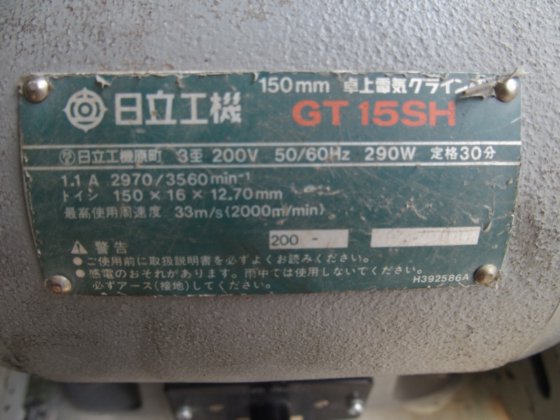 150mm 卓上電気グライン
日立工機 GT 15SH
日立工機原町 3至 200V 50/60Hz 290W 定格30分
1.1 A 2970/3560min⁻¹
トイシ 150×16×12.70mm
最高使用周速度 33m/s(2000m/min)
⚠ 警告
200 -
●ご使用前に取扱説明書を必ずよくお読みください。
●感電のおそれがあります。雨中では使用しないでください。
必ずアース(接地)してください。
H392586A